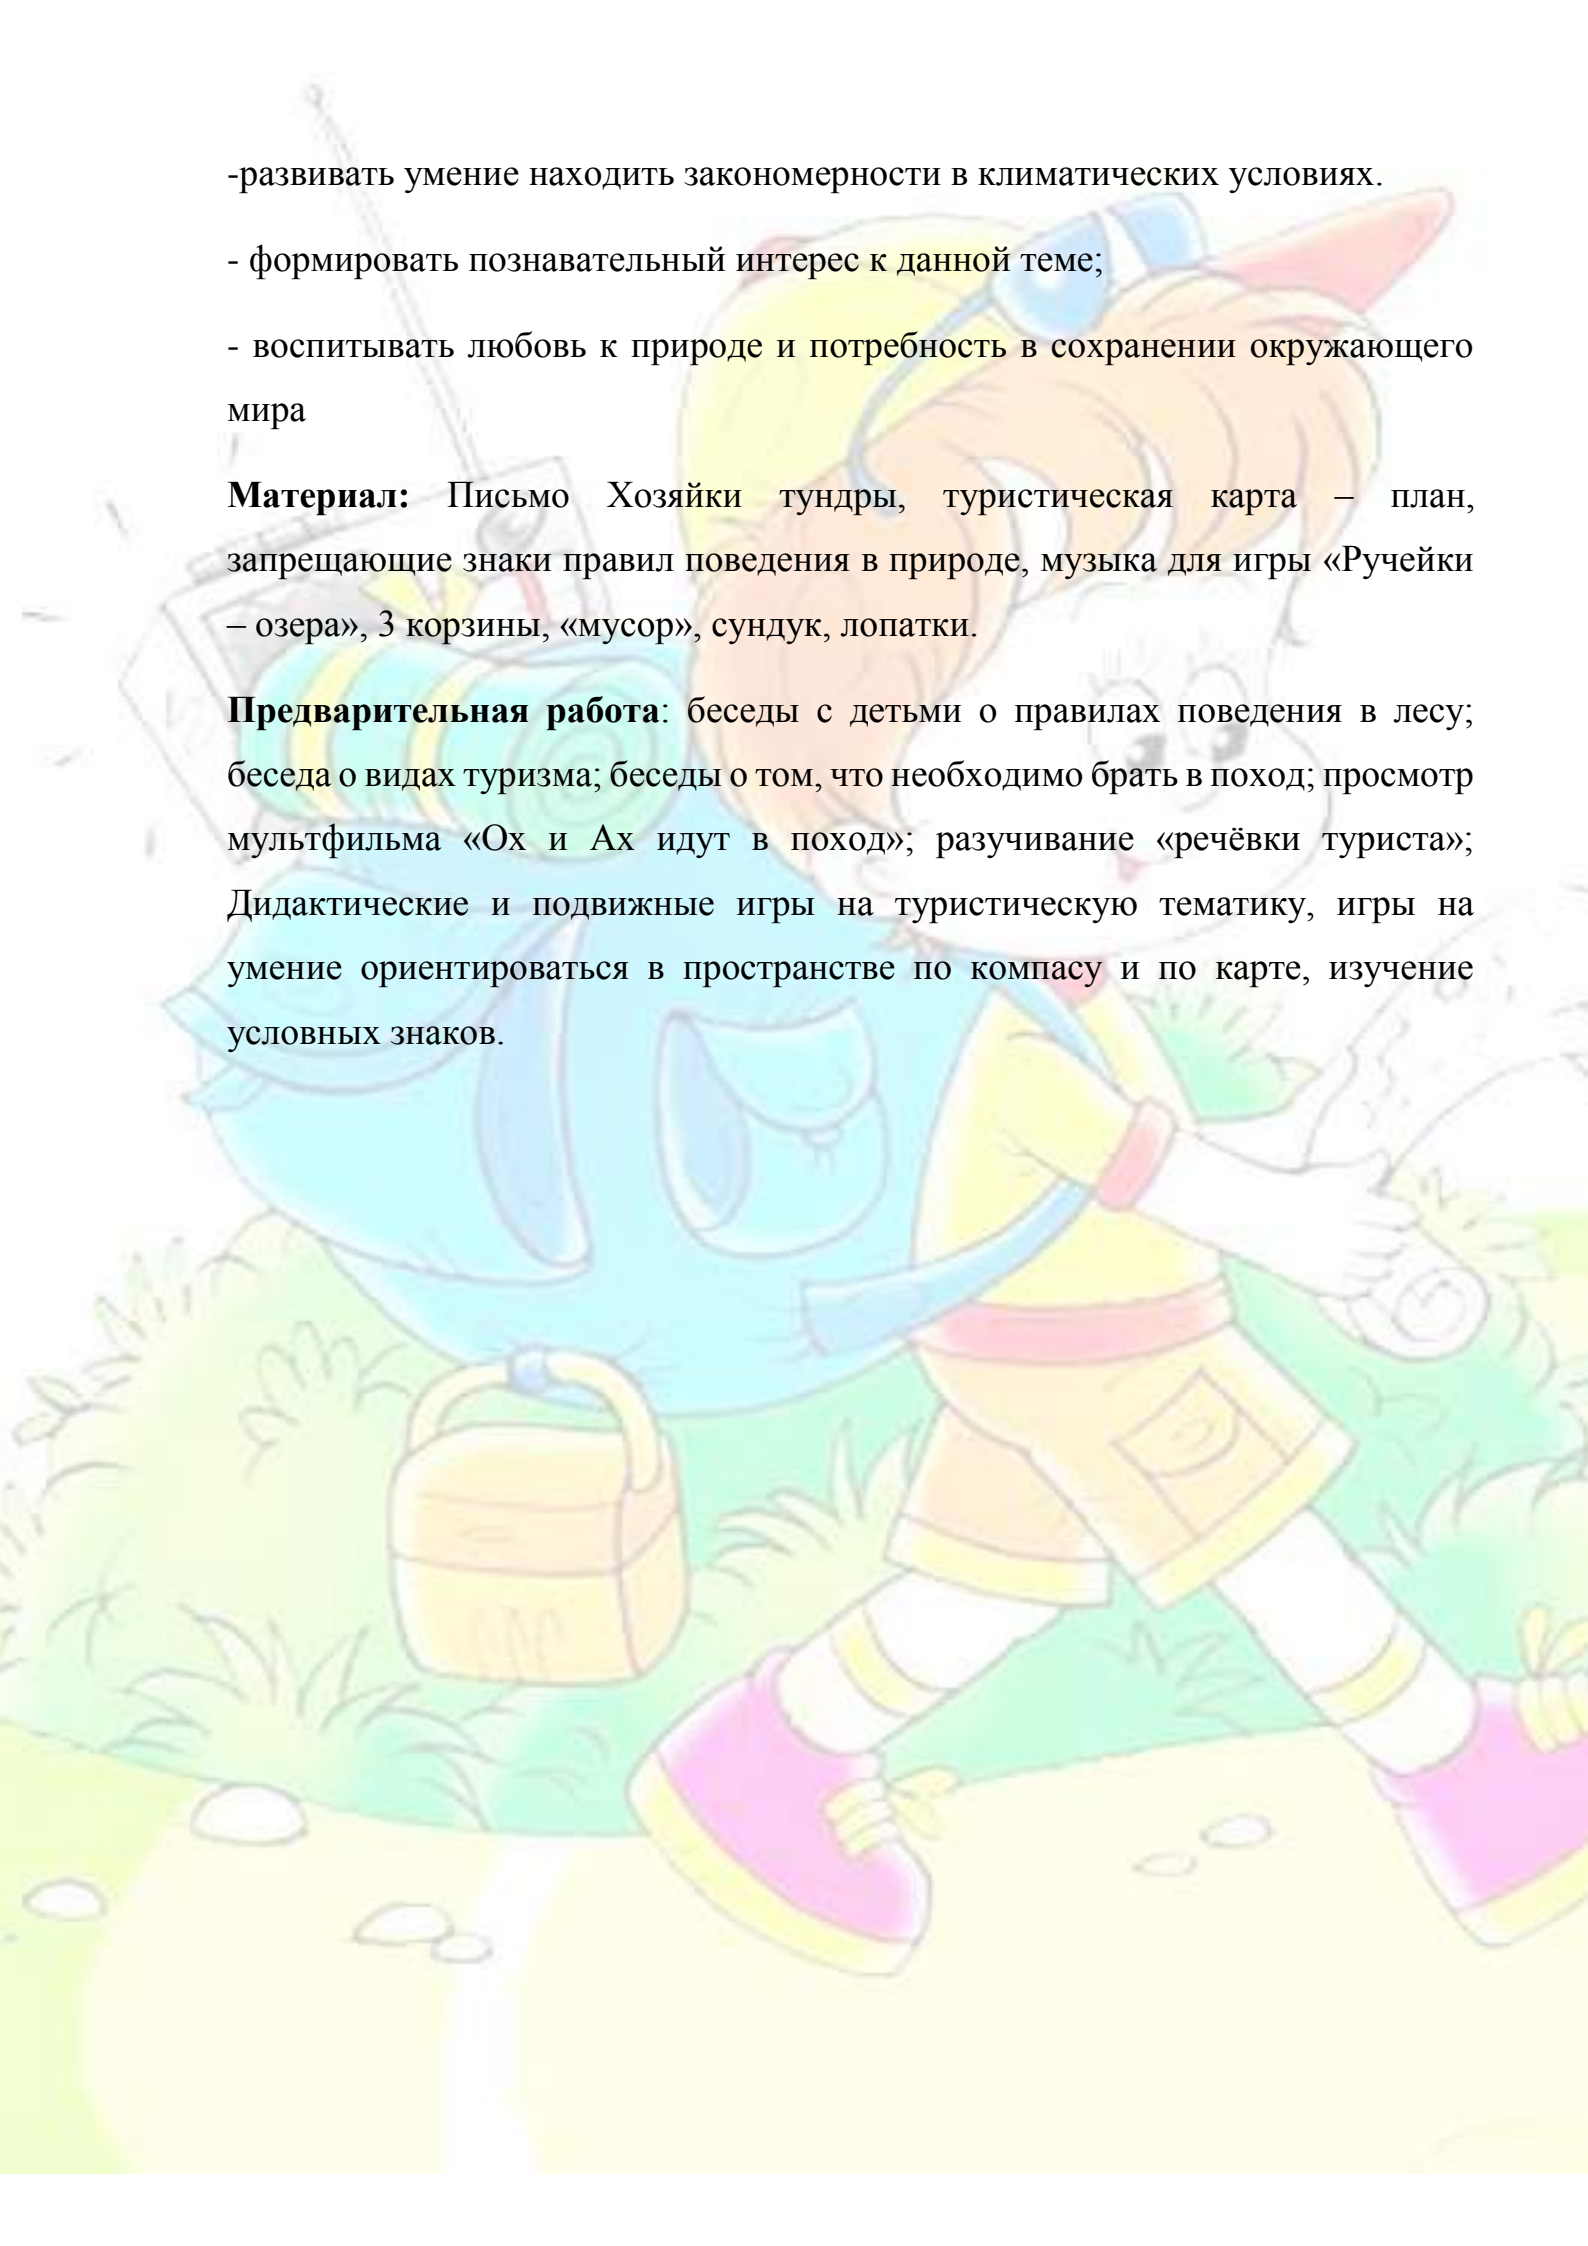 -развивать умение находить закономерности в климатических условиях.
- формировать познавательный интерес к данной теме;
- воспитывать любовь к природе и потребность в сохранении окружающего
мира
Материал: Письмо Хозяйки тундры, туристическая карта – план,
запрещающие знаки правил поведения в природе, музыка для игры «Ручейки
– озера», 3 корзины, «мусор», сундук, лопатки.
Предварительная работа: беседы с детьми о правилах поведения в лесу;
беседа о видах туризма; беседы о том, что необходимо брать в поход; просмотр
мультфильма «Ох и Ах идут в поход»; разучивание «речёвки туриста»;
Дидактические и подвижные игры на туристическую тематику, игры на
умение ориентироваться в пространстве по компасу и по карте, изучение
условных знаков.